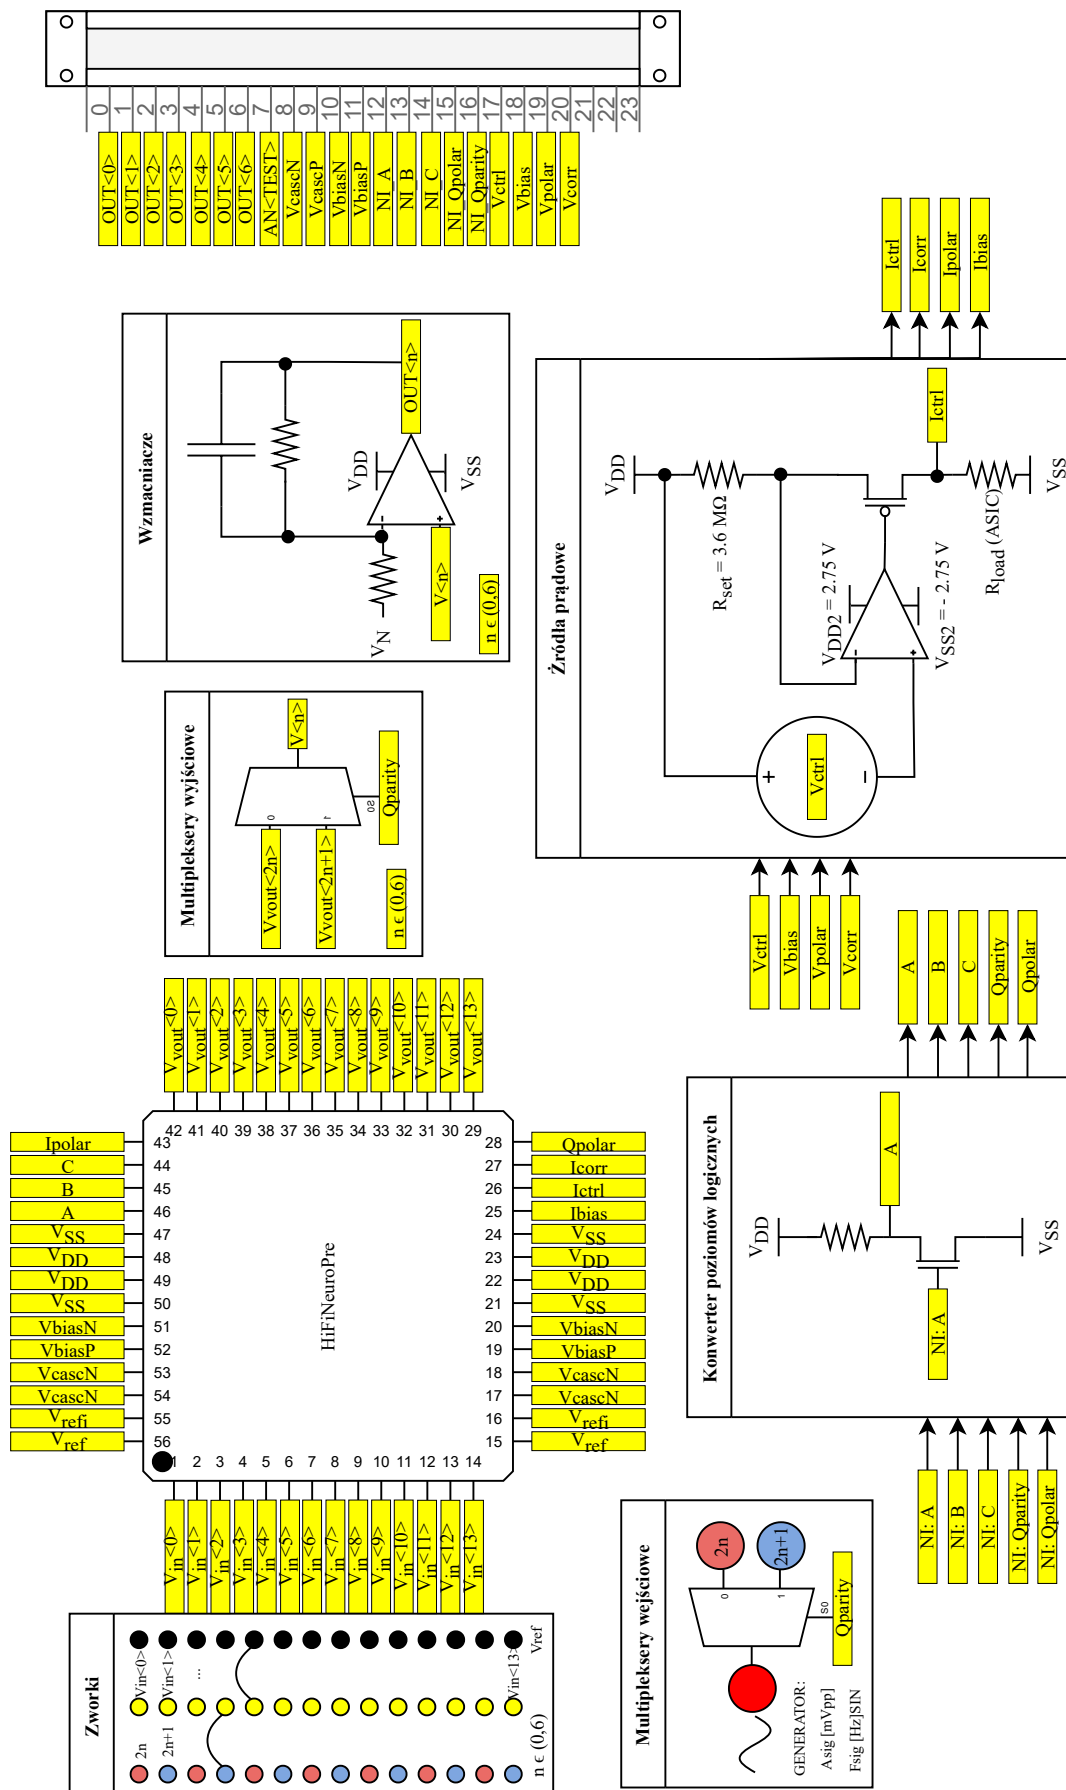 0
1
2
3
4
5
6
7
8
9
10
11
12
13
14
15
16
17
18
19
20
21
22
23
OUT<0>
OUT<1>
OUT<2>
OUT<3>
OUT<4>
OUT<5>
OUT<6>
AN<TEST>
VcascN
VcascP
VbiasN
VbiasP
NI_A
NI_B
NI_C
NI_Qpolar
NI_Qparity
Vctrl
Vbias
Vpolar
Vcorr
Wzmacniacze
OUT<n>
VDD
VSS
-
+
VN
V<n>
n ϵ (0,6)
Multipleksery wyjściowe
V<n>
0
1
S0
Qparity
Vvout<2n>
Vvout<2n+1>
n ϵ (0,6)
Ictrl
Icorr
Ipolar
Ibias
Żródła prądowe
Ictrl
VDD
Rset = 3.6 MΩ
VSS
Rload (ASIC)
VDD2 = 2.75 V
VSS2 = - 2.75 V
-
+
+
Vctrl
−
Vctrl
Vbias
Vpolar
Vcorr
Vvout<0>
Vvout<1>
Vvout<2>
Vvout<3>
Vvout<4>
Vvout<5>
Vvout<6>
Vvout<7>
Vvout<8>
Vvout<9>
Vvout<10>
Vvout<11>
Vvout<12>
Vvout<13>
42
41
40
39
38
37
36
35
34
33
32
31
30
29
Ipolar 43
C 44
B 45
A 46
VSS 47
VDD 48
VDD 49
VSS 50
VbiasN 51
VbiasP 52
VcascN 53
VcascN 54
Vrefi 55
Vref 56
HiFiNeuroPre
28 Qpolar
27 Icorr
26 Ictrl
25 Ibias
24 VSS
23 VDD
22 VDD
21 VSS
20 VbiasN
19 VbiasP
18 VcascN
17 VcascN
16 Vrefi
15 Vref
1
2
3
4
5
6
7
8
9
10
11
12
13
14
Vin<0>
Vin<1>
Vin<2>
Vin<3>
Vin<4>
Vin<5>
Vin<6>
Vin<7>
Vin<8>
Vin<9>
Vin<10>
Vin<11>
Vin<12>
Vin<13>
A
B
C
Qparity
Qpolar
Konwerter poziomów logicznych
A
VDD
VSS
NI: A
NI: A
NI: B
NI: C
NI: Qparity
NI: Qpolar
Zworki
Vref
Vin<0>
Vin<1>
...
Vin<13>
2n
2n+1
n ϵ (0,6)
Multipleksery wejściowe
2n
2n+1
0
1
S0
Qparity
GENERATOR:
Asig [mVpp]
Fsig [Hz]SIN